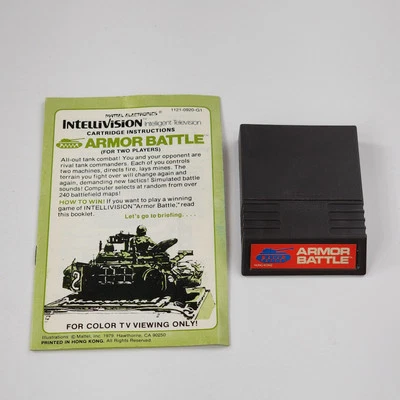 MATTEL ELECTRONICS
1121-0920-G1
INTELLIVISION Intelligent Television
CARTRIDGE INSTRUCTIONS
ARMOR BATTLE™
(FOR TWO PLAYERS)
All-out tank combat! You and your opponent are
rival tank commanders. Each of you controls
two machines, directs fire, lays mines. The
terrain you fight over will change again and
again, demanding new tactics! Simulated battle
sounds! Computer selects at random from over
240 battlefield maps!
HOW TO WIN! If you want to play a winning
game of INTELLIVISION "Armor Battle," read
this booklet.
Let's go to briefing. . . .
2
FOR COLOR TV VIEWING ONLY!
Illustrations: © Mattel, Inc. 1979. Hawthorne, CA 90250
PRINTED IN HONG KONG. All Rights Reserved.
ARMOR
BATTLE™